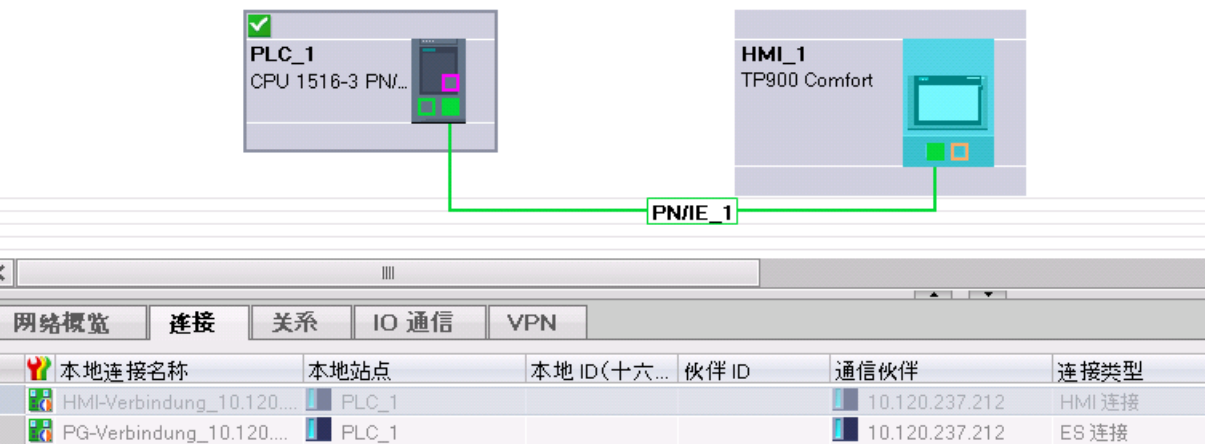 PLC_1
CPU 1516-3 PN/...
HMI_1
TP900 Comfort
PN/IE_1
网络概览 连接 关系 IO 通信 VPN
本地连接名称 本地站点 本地 ID(十六... 伙伴 ID 通信伙伴 连接类型
HMI-Verbindung_10.120.... PLC_1 10.120.237.212 HMI 连接
PG-Verbindung_10.120.... PLC_1 10.120.237.212 ES 连接